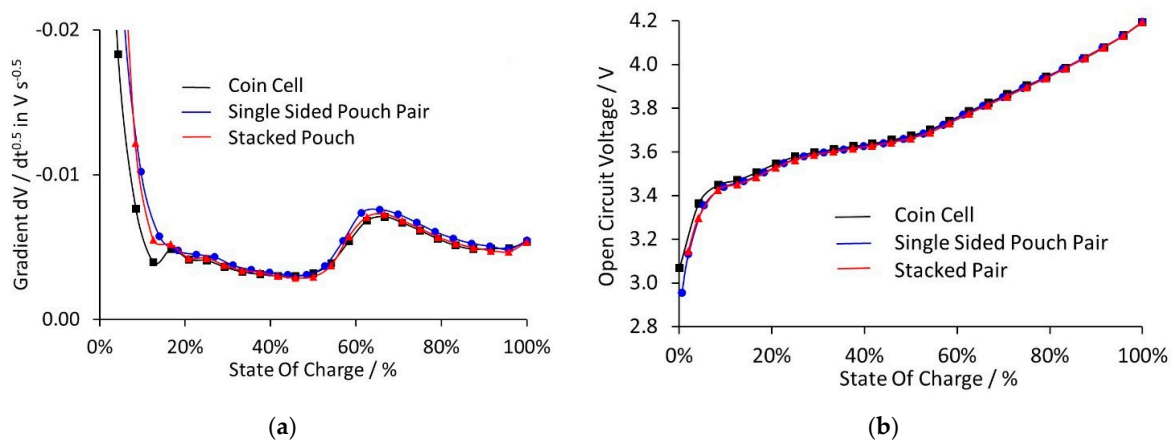 -0.02
-0.01
0.00
Gradient dV / dt0.5 in V s-0.5
Coin Cell
Single Sided Pouch Pair
Stacked Pouch
0% 20% 40% 60% 80% 100%
State Of Charge / %
(a)
4.2
4.0
3.8
3.6
3.4
3.2
3.0
2.8
Open Circuit Voltage / V
Coin Cell
Single Sided Pouch Pair
Stacked Pair
0% 20% 40% 60% 80% 100%
State Of Charge / %
(b)